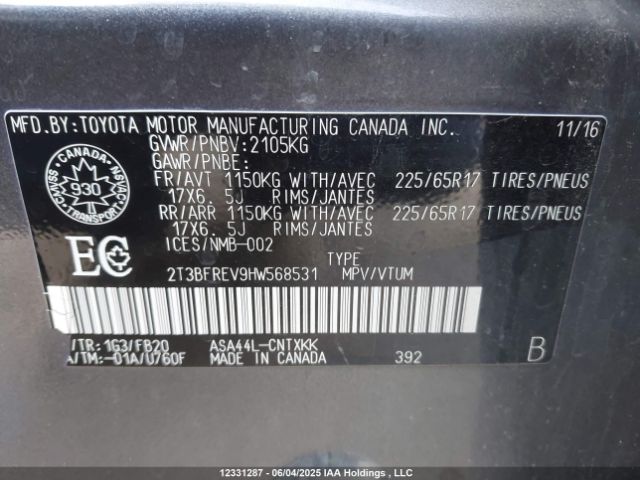 MFD.BY:TOYOTA MOTOR MANUFACTURING CANADA INC. 11/16
GVWR/PNBV:2105KG
GAWR/PNBE:
FR/AVT 1150KG WITH/AVEC 225/65R17 TIRES/PNEUS
17X6. 5J RIMS/JANTES
RR/ARR 1150KG WITH/AVEC 225/65R17 TIRES/PNEUS
17X6. 5J RIMS/JANTES
ICES/NMB-002
CANADA
930
TRANSPORT
CMVSS
NSVAC
EC
TYPE
2T3BFREV9HW568531 MPV/VTUM
/TR: 1G3/FB20 ASA44L-CNTXKK
A/TM:-01A/U760F MADE IN CANADA 392 B
12331287 - 06/04/2025 IAA Holdings, LLC